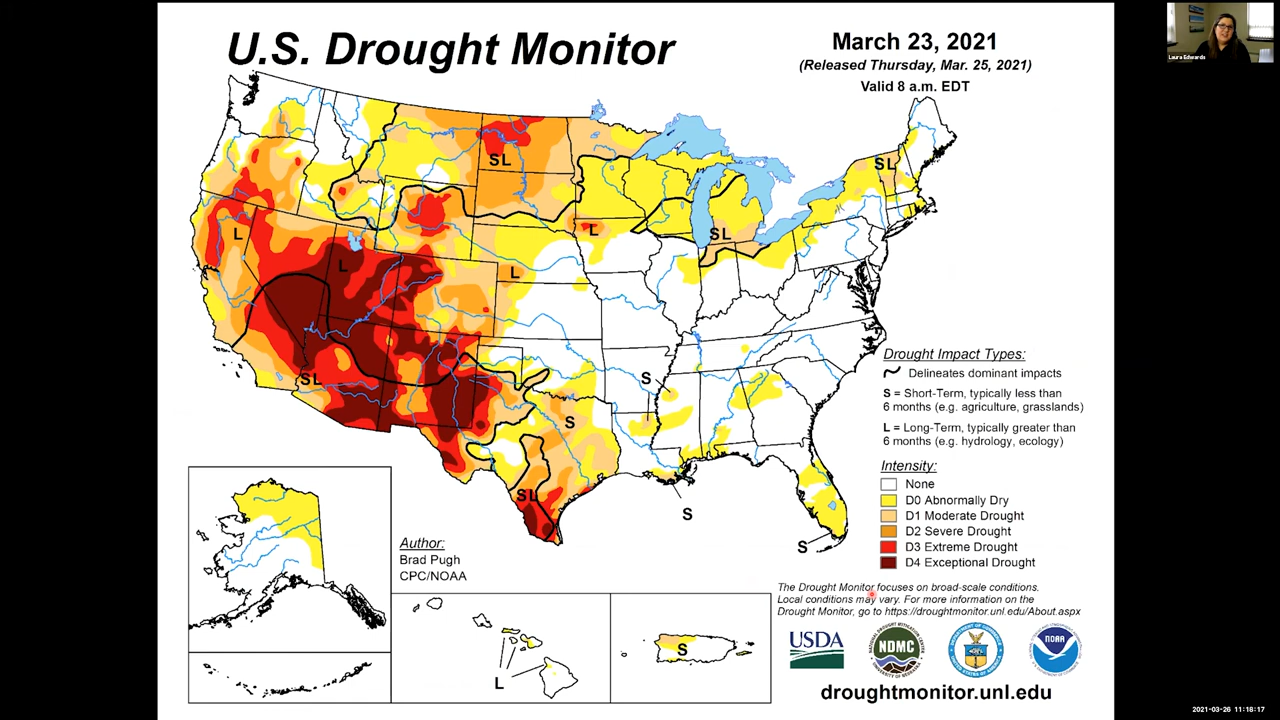 U.S. Drought Monitor
March 23, 2021
(Released Thursday, Mar. 25, 2021)
Valid 8 a.m. EDT
Laura Edwards
SL
SL
L
L
SL
L
L
SL
S
S
SL
S
S
Drought Impact Types:
Delineates dominant impacts
S = Short-Term, typically less than
6 months (e.g. agriculture, grasslands)
L = Long-Term, typically greater than
6 months (e.g. hydrology, ecology)
Intensity:
None
D0 Abnormally Dry
D1 Moderate Drought
D2 Severe Drought
D3 Extreme Drought
D4 Exceptional Drought
Author:
Brad Pugh
CPC/NOAA
L
S
The Drought Monitor focuses on broad-scale conditions.
Local conditions may vary. For more information on the
Drought Monitor, go to https://droughtmonitor.unl.edu/About.aspx
USDA
NDMC
NOAA
droughtmonitor.unl.edu
2021-03-26 11:16:17